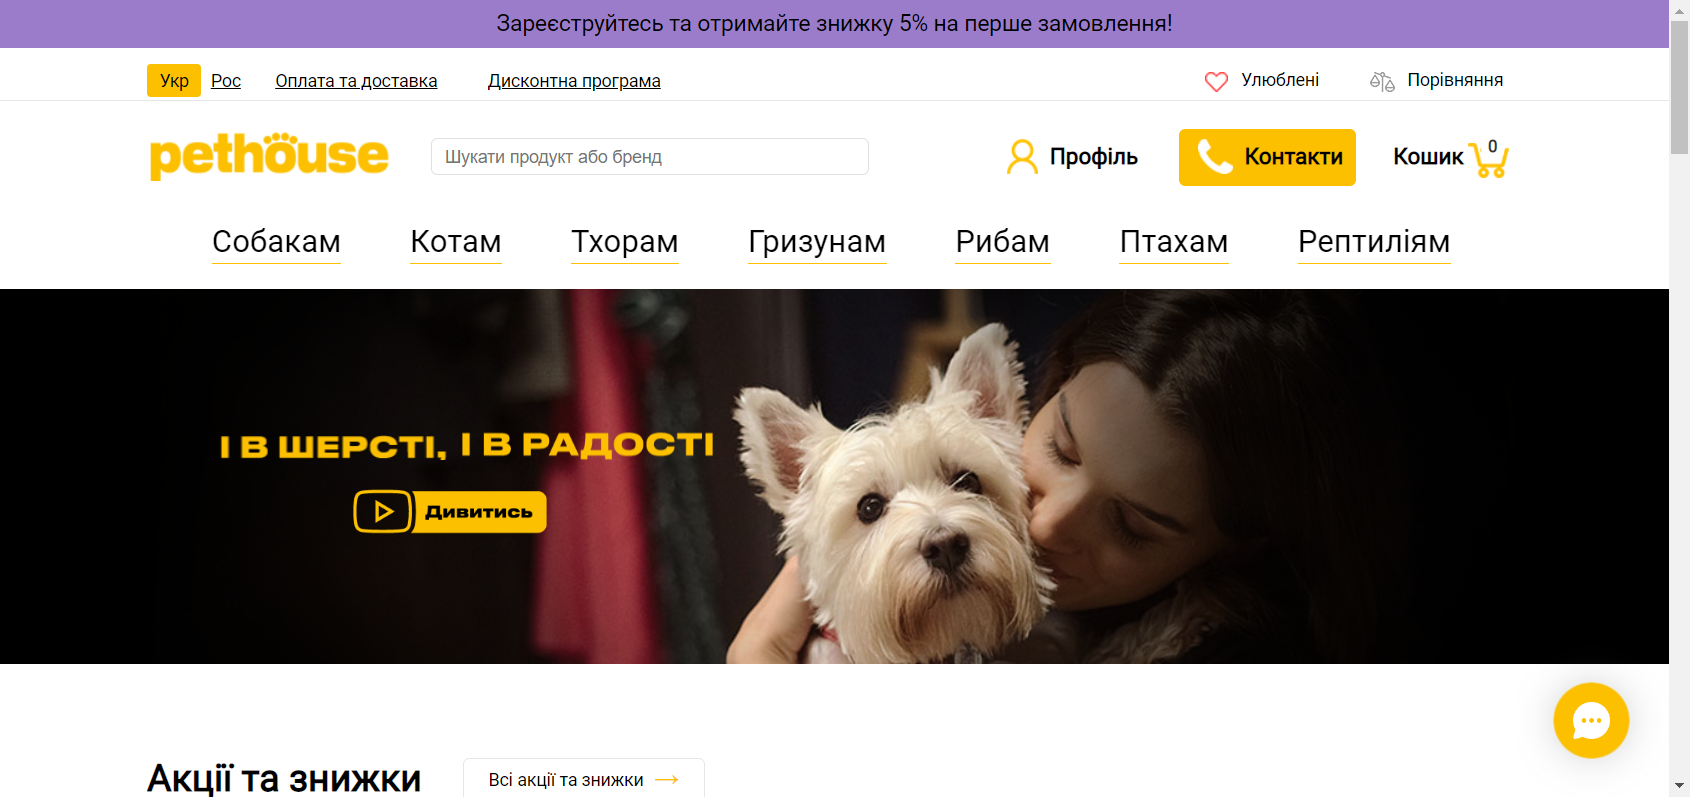 Зареєструйтесь та отримайте знижку 5% на перше замовлення!
Укр Рос Оплата та доставка Дисконтна програма Улюблені Порівняння
pethouse Шукати продукт або бренд Профіль Контакти Кошик 0
Собакам Котам Тхорам Гризунам Рибам Птахам Рептиліям
І В ШЕРСТІ, І В РАДОСТІ
Дивитись
Акції та знижки Всі акції та знижки →